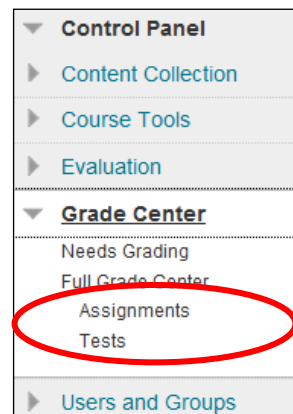 Control Panel
Content Collection
Course Tools
Evaluation
Grade Center
Needs Grading
Full Grade Center
Assignments
Tests
Users and Groups